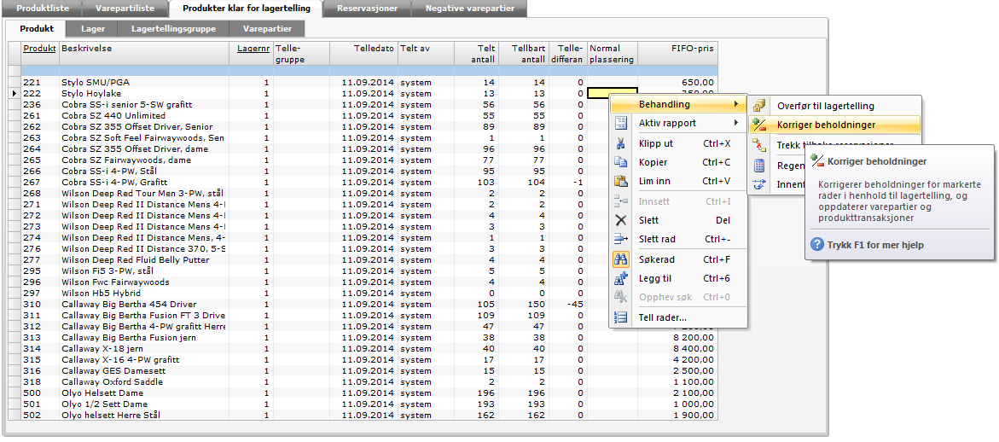 Produktliste Varepartiliste Produkter klar for lagertelling Reservasjoner Negative varepartier
Produkt Lager Lagertellingsgruppe Varepartier
Produkt Beskrivelse Lagernr Telle- Telledato Telt av Telt Tellbart Telle- Normal FIFO-pris
gruppe antall antall differan plassering
221 Stylo SMU/PGA 1 11.09.2014 system 14 14 0 650,00
222 Stylo Hoylake 1 11.09.2014 system 13 13 0
236 Cobra SS-i senior 5-SW grafitt 1 11.09.2014 system 56 56 0
261 Cobra SZ 440 Unlimited 1 11.09.2014 system 55 55 0
262 Cobra SZ 355 Offset Driver, Senior 1 11.09.2014 system 89 89 0
263 Cobra SZ Soft Feel Fairwaywoods, Sen 1 11.09.2014 system 1 1 0
264 Cobra SZ 355 Offset Driver, dame 1 11.09.2014 system 96 96 0
265 Cobra SZ Fairwaywoods, dame 1 11.09.2014 system 77 77 0
266 Cobra SS-i 4-PW, Stål 1 11.09.2014 system 95 95 0
267 Cobra SS-i 4-PW, Grafitt 1 11.09.2014 system 103 104 -1
268 Wilson Deep Red Tour Men 3-PW, stål 1 11.09.2014 system 2 2 0
271 Wilson Deep Red II Distance Mens 4-I 1 11.09.2014 system 2 2 0
272 Wilson Deep Red II Distance Mens 4-I 1 11.09.2014 system 4 4 0
273 Wilson Deep Red II Distance Mens 4-I 1 11.09.2014 system 3 3 0
274 Wilson Deep Red II Distance Mens, 4- 1 11.09.2014 system 1 1 0
276 Wilson Deep Red II Distance 370, 5-S 1 11.09.2014 system 3 3 0
277 Wilson Deep Red Fluid Belly Putter 1 11.09.2014 system 4 4 0
295 Wilson Fi5 3-PW, stål 1 11.09.2014 system 5 5 0
296 Wilson Fwc Fairwaywoods 1 11.09.2014 system 4 4 0
297 Wilson Hb5 Hybrid 1 11.09.2014 system 0 0 0
310 Callaway Big Bertha 454 Driver 1 11.09.2014 system 105 150 -45
311 Callaway Big Bertha Fusion FT 3 Drive 1 11.09.2014 system 109 109 0
312 Callaway Big Bertha 4-PW grafitt Herre 1 11.09.2014 system 47 47 0
313 Callaway Big Bertha Fusion jern 1 11.09.2014 system 38 38 0 8 200,00
314 Callaway X-18 jern 1 11.09.2014 system 40 40 0 8 400,00
315 Callaway X-16 4-PW grafitt 1 11.09.2014 system 17 17 0 4 200,00
316 Callaway GES Damesett 1 11.09.2014 system 15 15 0 2 500,00
318 Callaway Oxford Saddle 1 11.09.2014 system 2 2 0 1 100,00
500 Olyo Helsett Dame 1 11.09.2014 system 196 196 0 2 100,00
501 Olyo 1/2 Sett Dame 1 11.09.2014 system 193 193 0 1 000,00
502 Olyo helsett Herre Stål 1 11.09.2014 system 162 162 0 1 900,00
Behandling
Aktiv rapport
Klipp ut Ctrl+X
Kopier Ctrl+C
Lim inn Ctrl+V
Innsett Ctrl+I
Slett Del
Slett rad Ctrl+-
Søkerad Ctrl+F
Legg til Ctrl+6
Opphev søk Ctrl+0
Tell rader...
Overfør til lagertelling
Korriger beholdninger
Trekk tilbake reservasjoner
Regen
Innenf
Korriger beholdninger
Korrigerer beholdninger for markerte
rader i henhold til lagertelling, og
oppdaterer varepartier og
produkttransaksjoner
Trykk F1 for mer hjelp